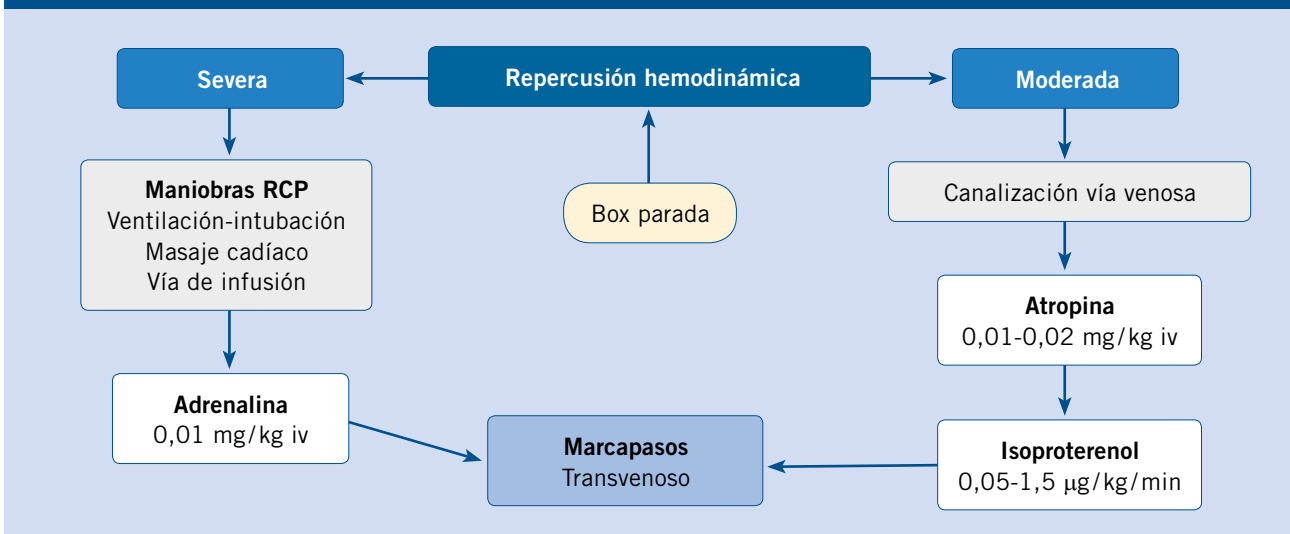 Repercusión hemodinámica
Severa
Moderada
Box parada
Maniobras RCP
Ventilación-intubación
Masaje cadíaco
Vía de infusión
Canalización vía venosa
Adrenalina
0,01 mg/kg iv
Atropina
0,01-0,02 mg/kg iv
Isoproterenol
0,05-1,5 μg/kg/min
Marcapasos
Transvenoso